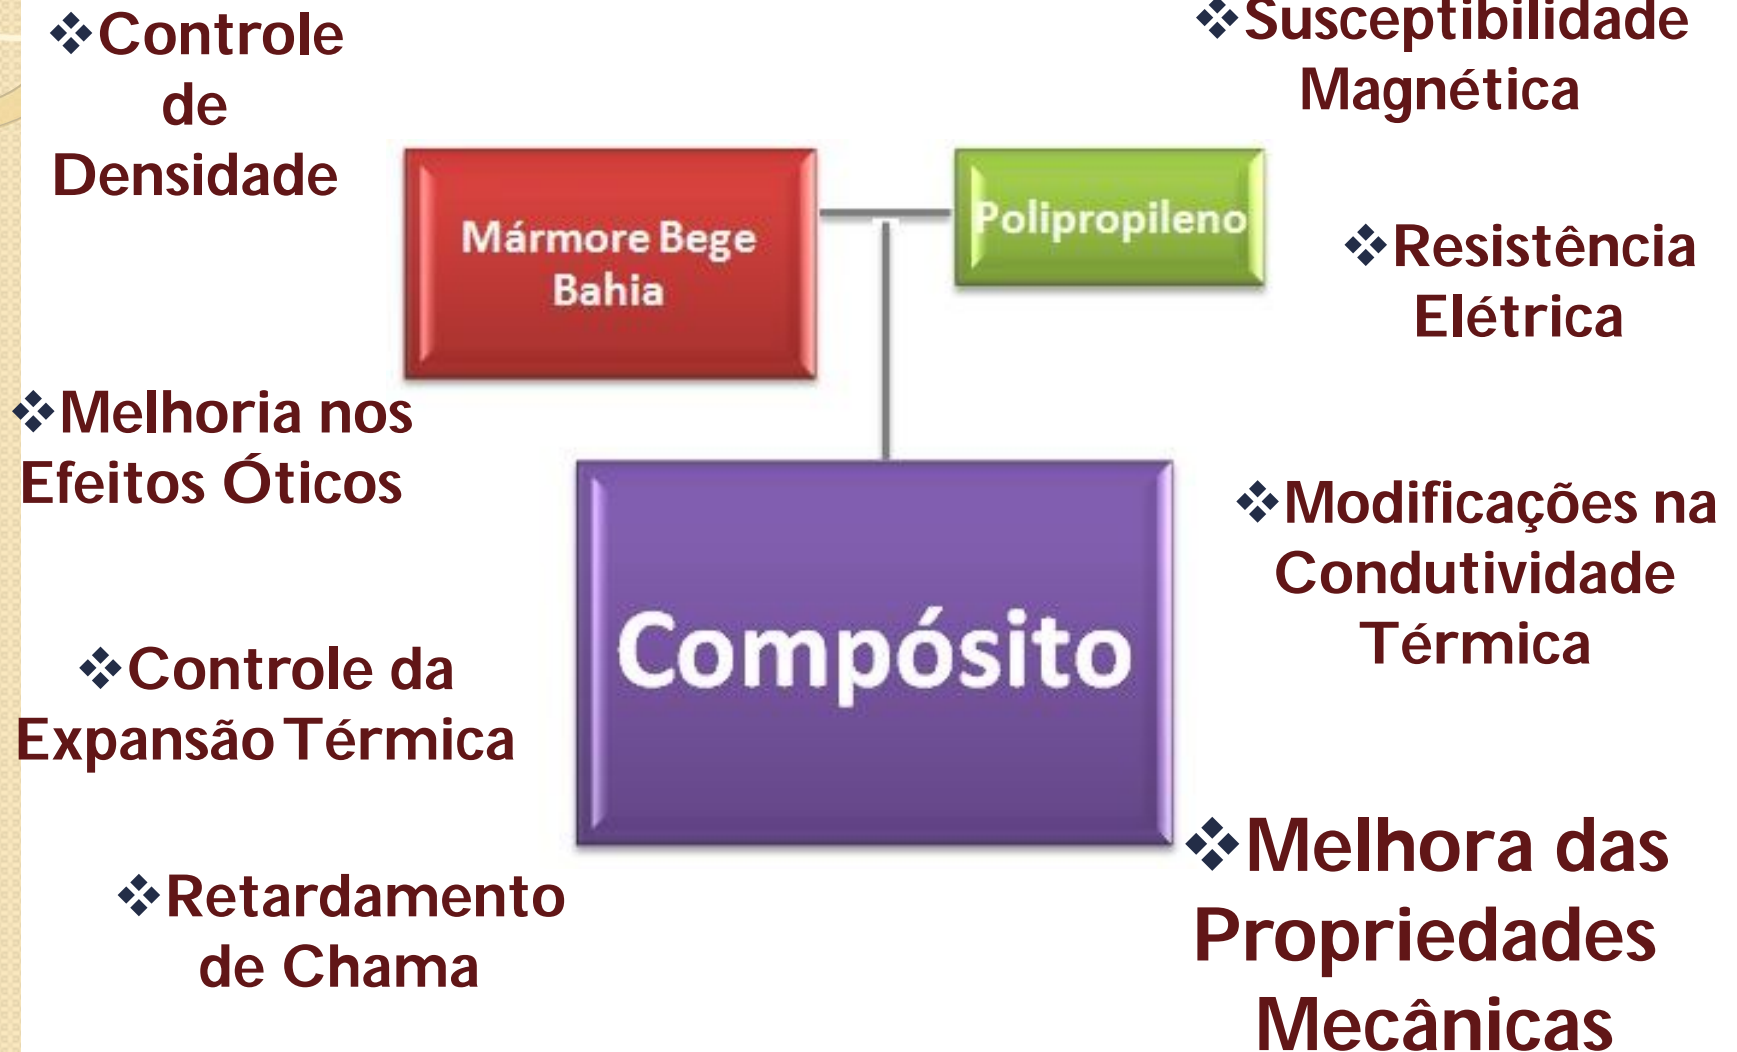 ❖Controle
de
Densidade
❖Susceptibilidade
Magnética
Mármore Bege
Bahia
Polipropileno
❖Resistência
Elétrica
❖Melhoria nos
Efeitos Óticos
❖Modificações na
Condutividade
Térmica
Compósito
❖Controle da
Expansão Térmica
❖Melhora das
Propriedades
Mecânicas
❖Retardamento
de Chama